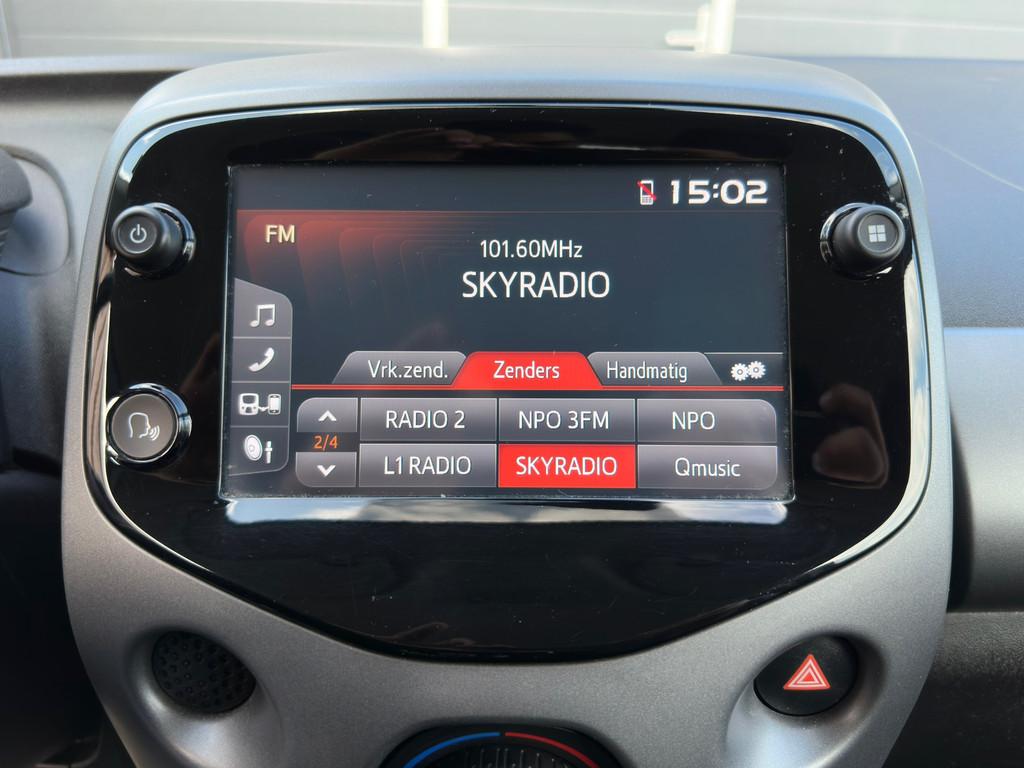 15:02
FM
101.60MHz
SKYRADIO
Vrk.zend. Zenders Handmatig
RADIO 2 NPO 3FM NPO
2/4
L1 RADIO SKYRADIO Qmusic